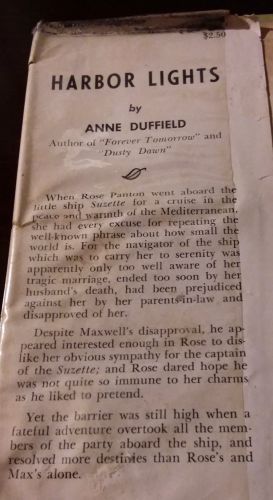 $2.50
HARBOR LIGHTS
by
ANNE DUFFIELD
Author of "Forever Tomorrow" and
"Dusty Dawn"
When Rose Panton went aboard the
little ship Suzette for a cruise in the
peace and warmth of the Mediterranean,
she had every excuse for repeating the
well-known phrase about how small the
world is. For the navigator of the ship
which was to carry her to serenity was
apparently only too well aware of her
tragic marriage, ended too soon by her
husband's death, had been prejudiced
against her by her parents-in-law and
disapproved of her.
Despite Maxwell's disapproval, he ap-
peared interested enough in Rose to dis-
like her obvious sympathy for the captain
of the Suzette; and Rose dared hope he
was not quite so immune to her charms
as he liked to pretend.
Yet the barrier was still high when a
fateful adventure overtook all the mem-
bers of the party aboard the ship, and
resolved more destinies than Rose's and
Max's alone.